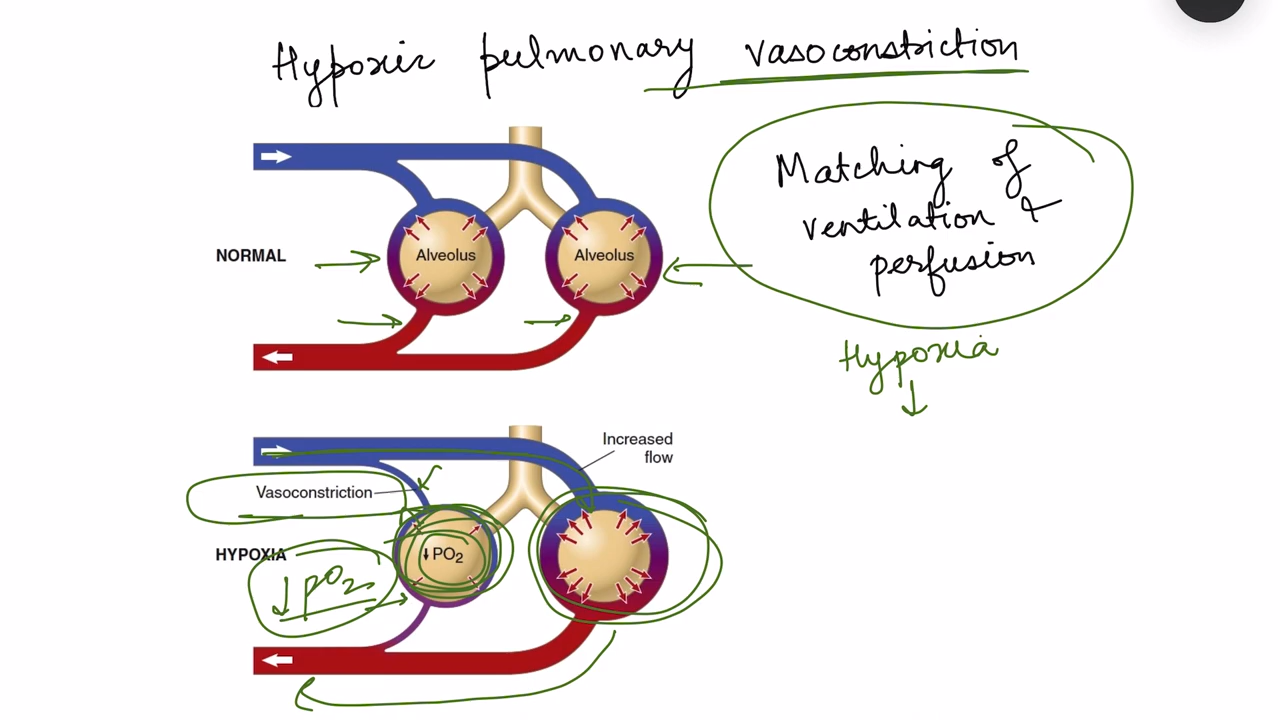 Hypoxic pulmonary vasoconstriction
Matching of
ventilation &
perfusion
Alveolus
Alveolus
NORMAL
Hypoxia
↓
Increased
flow
Vasoconstriction
HYPOXIA
↓PO₂
↓ pO₂